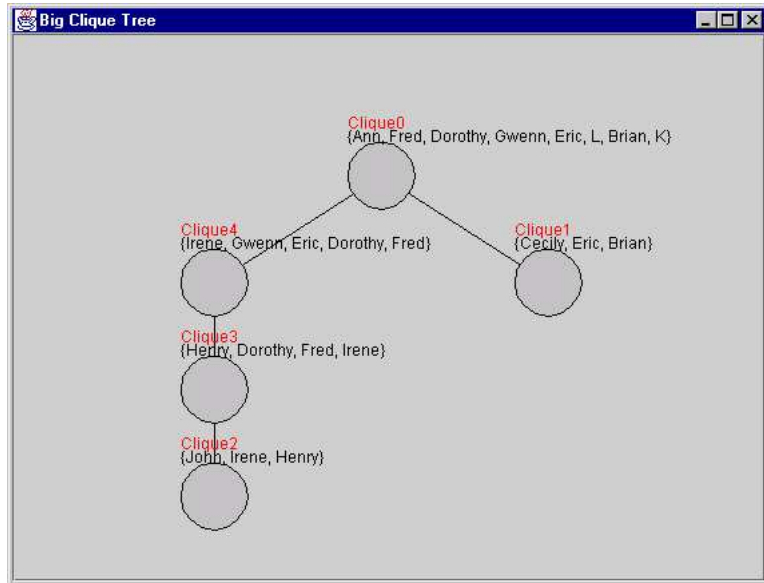 Big Clique Tree
Clique0
{Ann, Fred, Dorothy, Gwenn, Eric, L, Brian, K}
Clique4
{Irene, Gwenn, Eric, Dorothy, Fred}
Clique1
{Cecily, Eric, Brian}
Clique3
{Henry, Dorothy, Fred, Irene}
Clique2
{John, Irene, Henry}